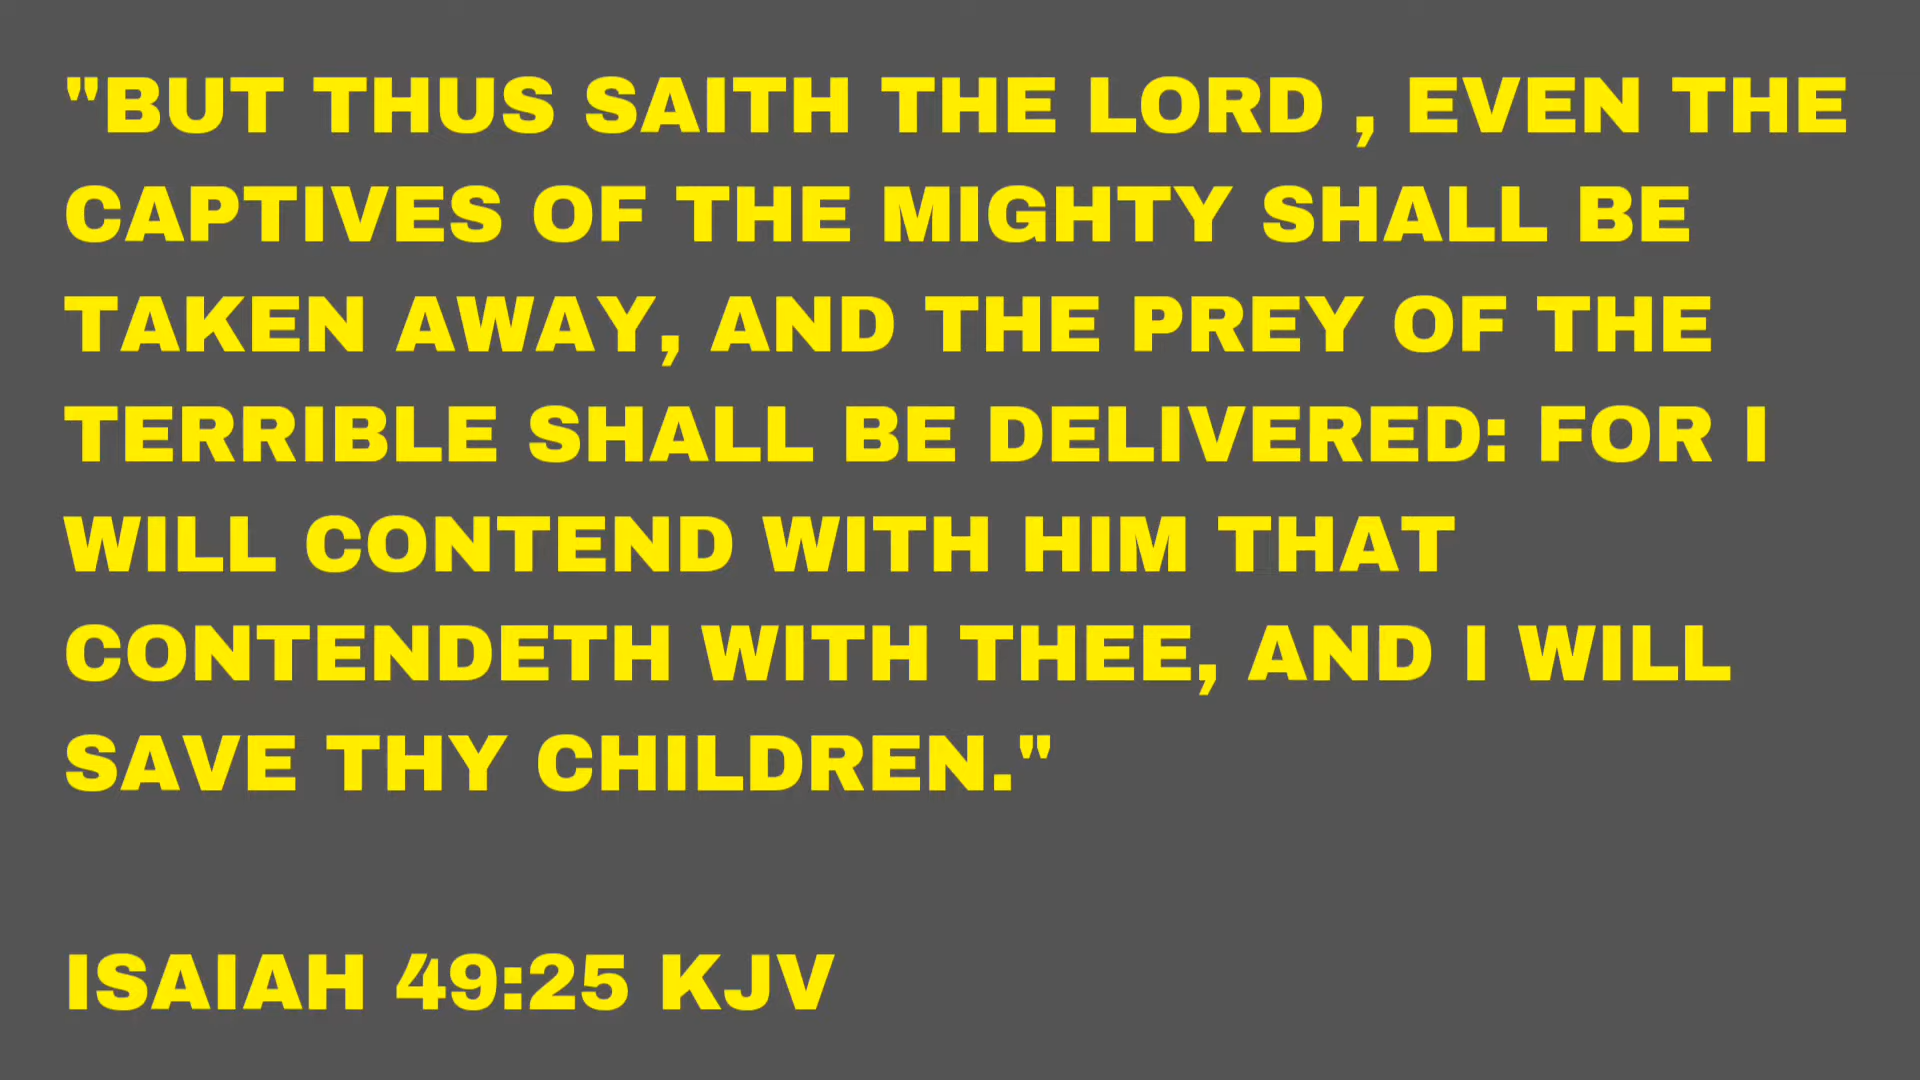 "BUT THUS SAITH THE LORD , EVEN THE
CAPTIVES OF THE MIGHTY SHALL BE
TAKEN AWAY, AND THE PREY OF THE
TERRIBLE SHALL BE DELIVERED: FOR I
WILL CONTEND WITH HIM THAT
CONTENDETH WITH THEE, AND I WILL
SAVE THY CHILDREN."
ISAIAH 49:25 KJV